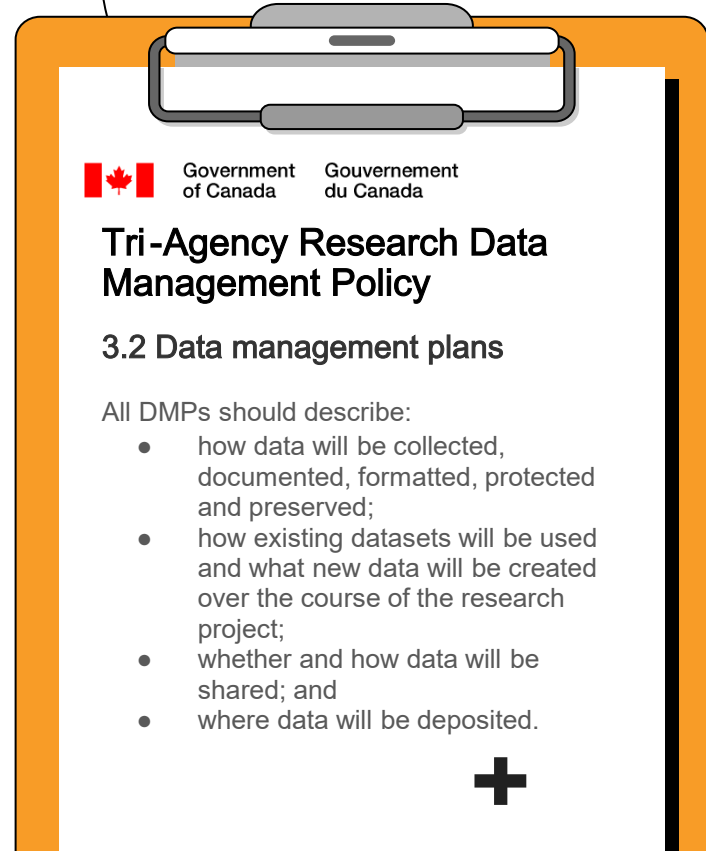 Government Gouvernement
of Canada du Canada
Tri-Agency Research Data
Management Policy
3.2 Data management plans
All DMPs should describe:
● how data will be collected,
documented, formatted, protected
and preserved;
● how existing datasets will be used
and what new data will be created
over the course of the research
project;
● whether and how data will be
shared; and
● where data will be deposited.